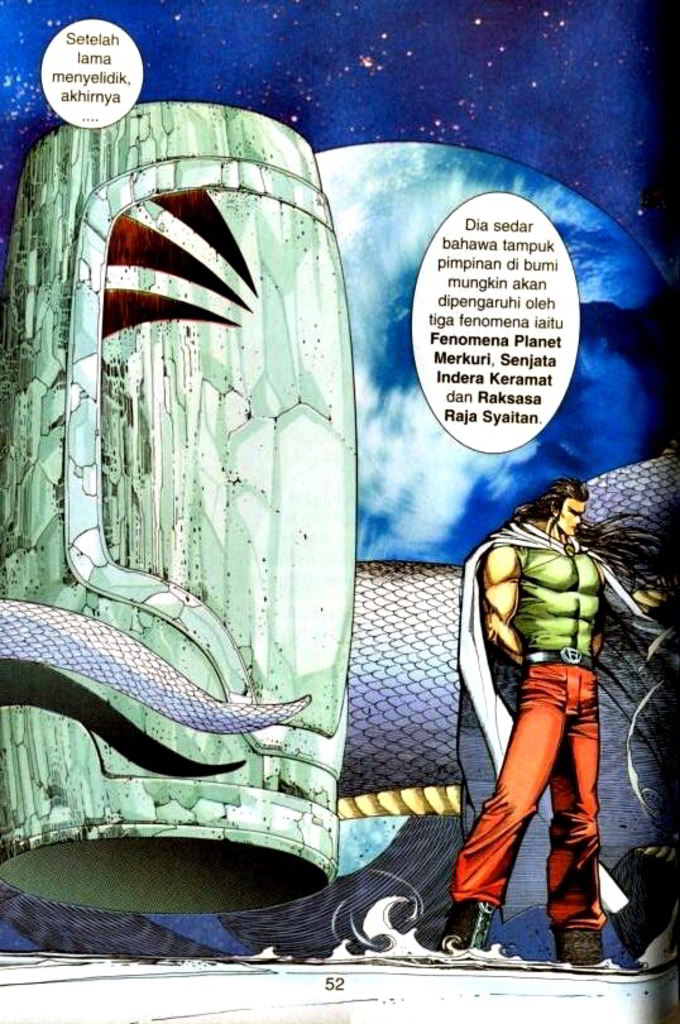 Setelah
lama
menyelidik,
akhirnya
....
Dia sedar
bahawa tampuk
pimpinan di bumi
mungkin akan
dipengaruhi oleh
tiga fenomena iaitu
Fenomena Planet
Merkuri, Senjata
Indera Keramat
dan Raksasa
Raja Syaitan.
52